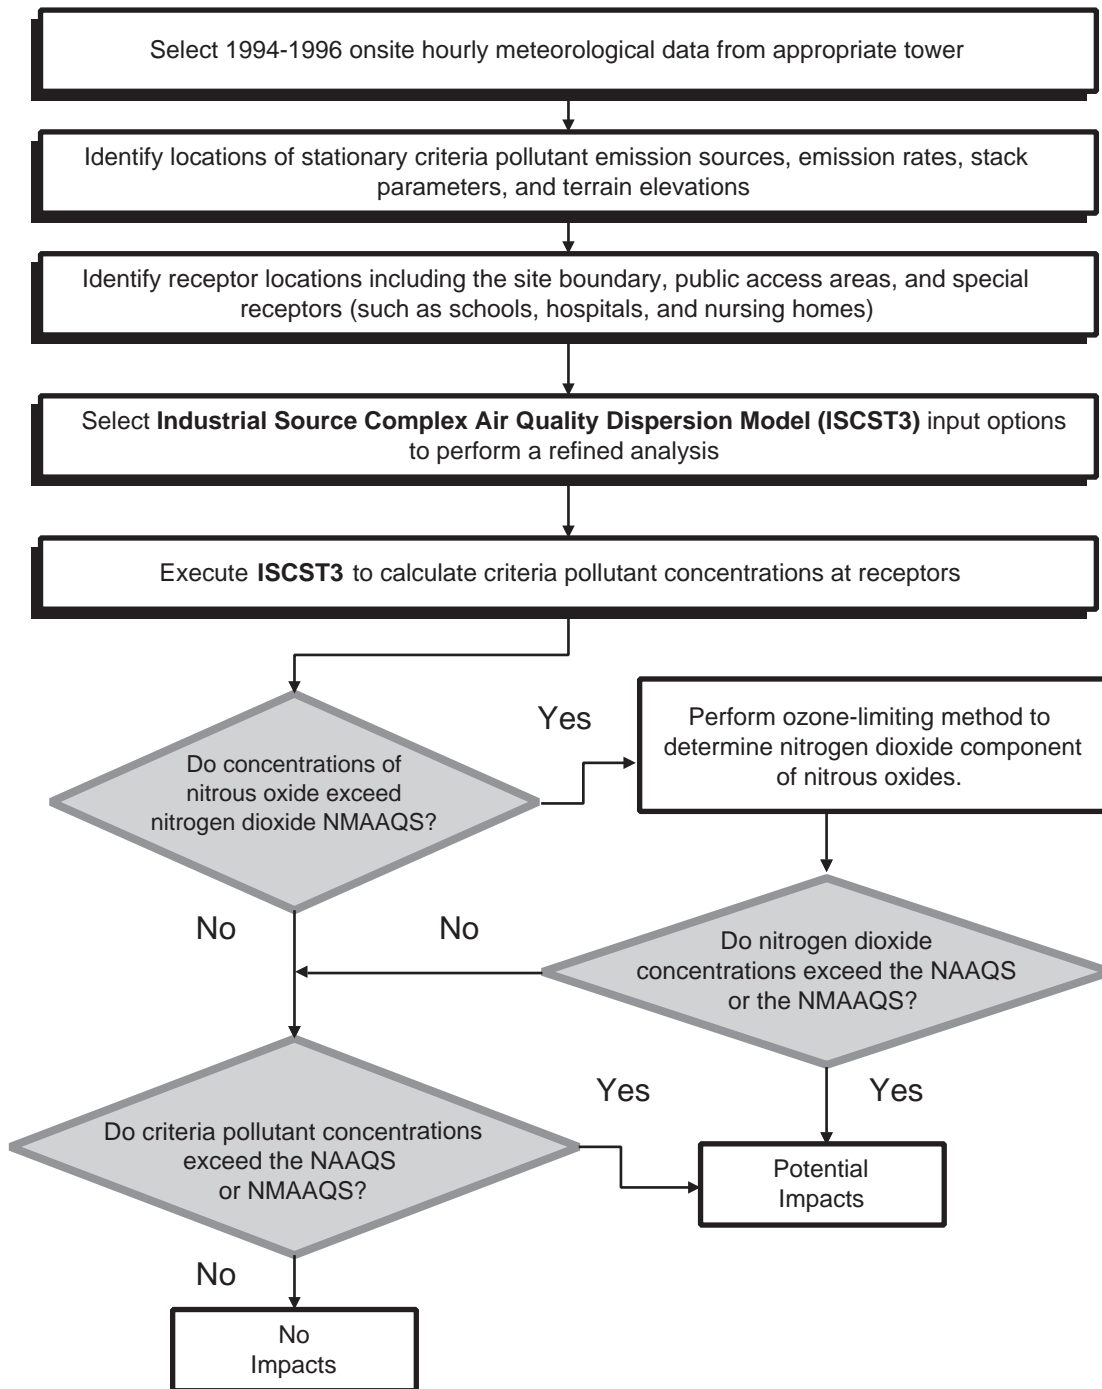 Select 1994-1996 onsite hourly meteorological data from appropriate tower
Identify locations of stationary criteria pollutant emission sources, emission rates, stack
parameters, and terrain elevations
Identify receptor locations including the site boundary, public access areas, and special
receptors (such as schools, hospitals, and nursing homes)
Select Industrial Source Complex Air Quality Dispersion Model (ISCST3) input options
to perform a refined analysis
Execute ISCST3 to calculate criteria pollutant concentrations at receptors
Do concentrations of
nitrous oxide exceed
nitrogen dioxide NMAAQS?
Yes
Perform ozone-limiting method to
determine nitrogen dioxide component
of nitrous oxides.
No
No
Do nitrogen dioxide
concentrations exceed the NAAQS
or the NMAAQS?
Yes
Yes
Do criteria pollutant concentrations
exceed the NAAQS
or NMAAQS?
Potential
Impacts
No
No
Impacts